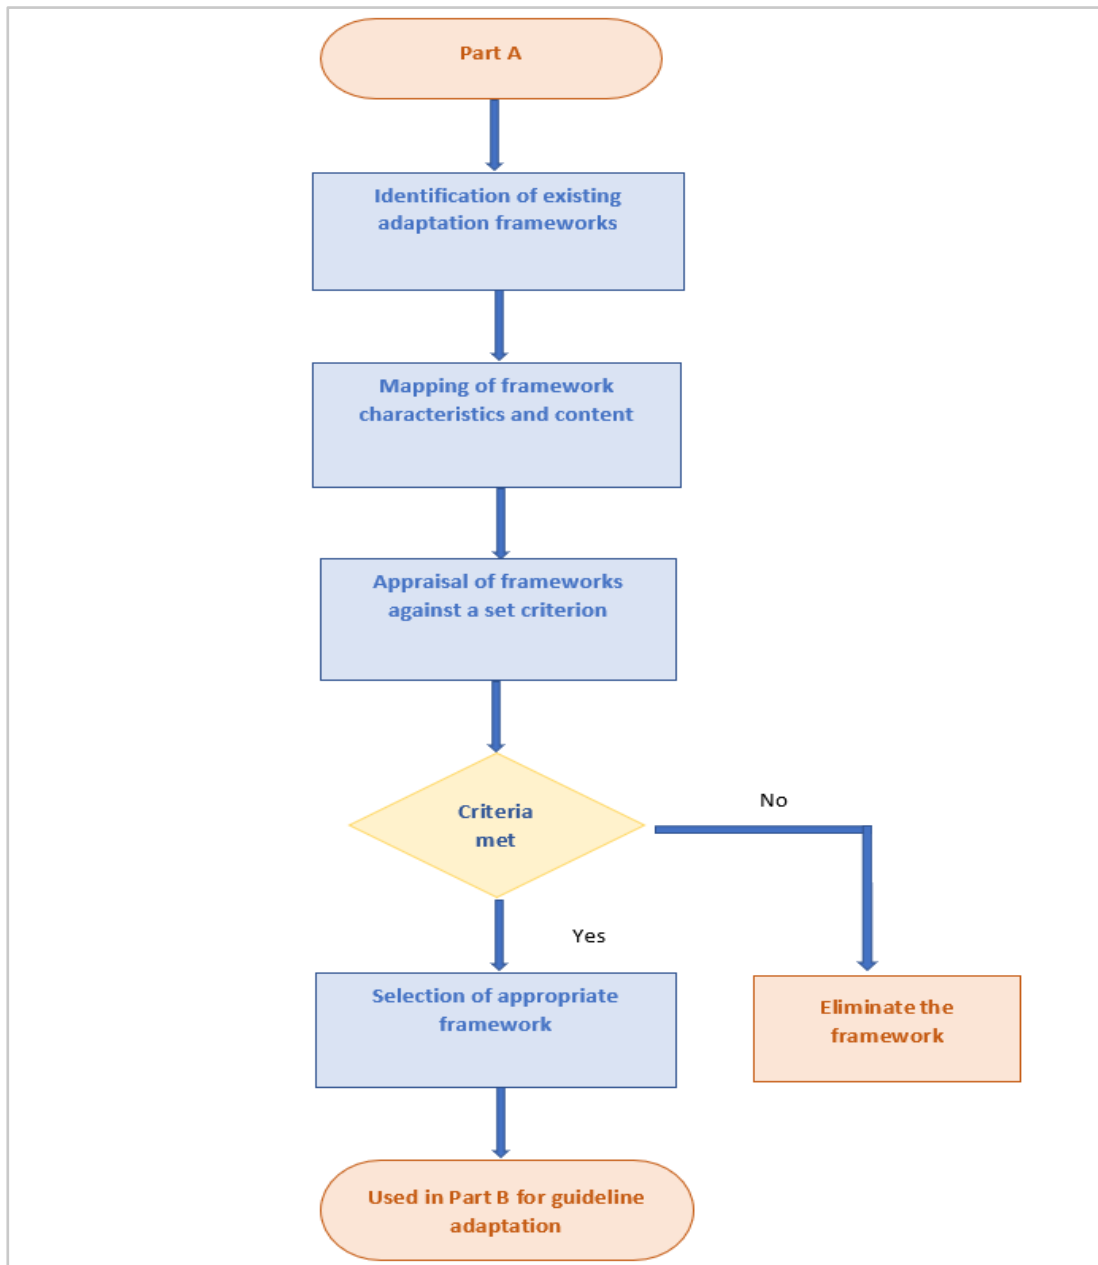 Part A
Identification of existing
adaptation frameworks
Mapping of framework
characteristics and content
Appraisal of frameworks
against a set criterion
Criteria
met
No
Yes
Selection of appropriate
framework
Eliminate the
framework
Used in Part B for guideline
adaptation